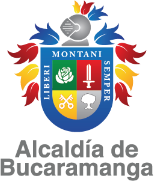 MONTANI
LIBERI
SEMPER
Alcaldía de
Bucaramanga